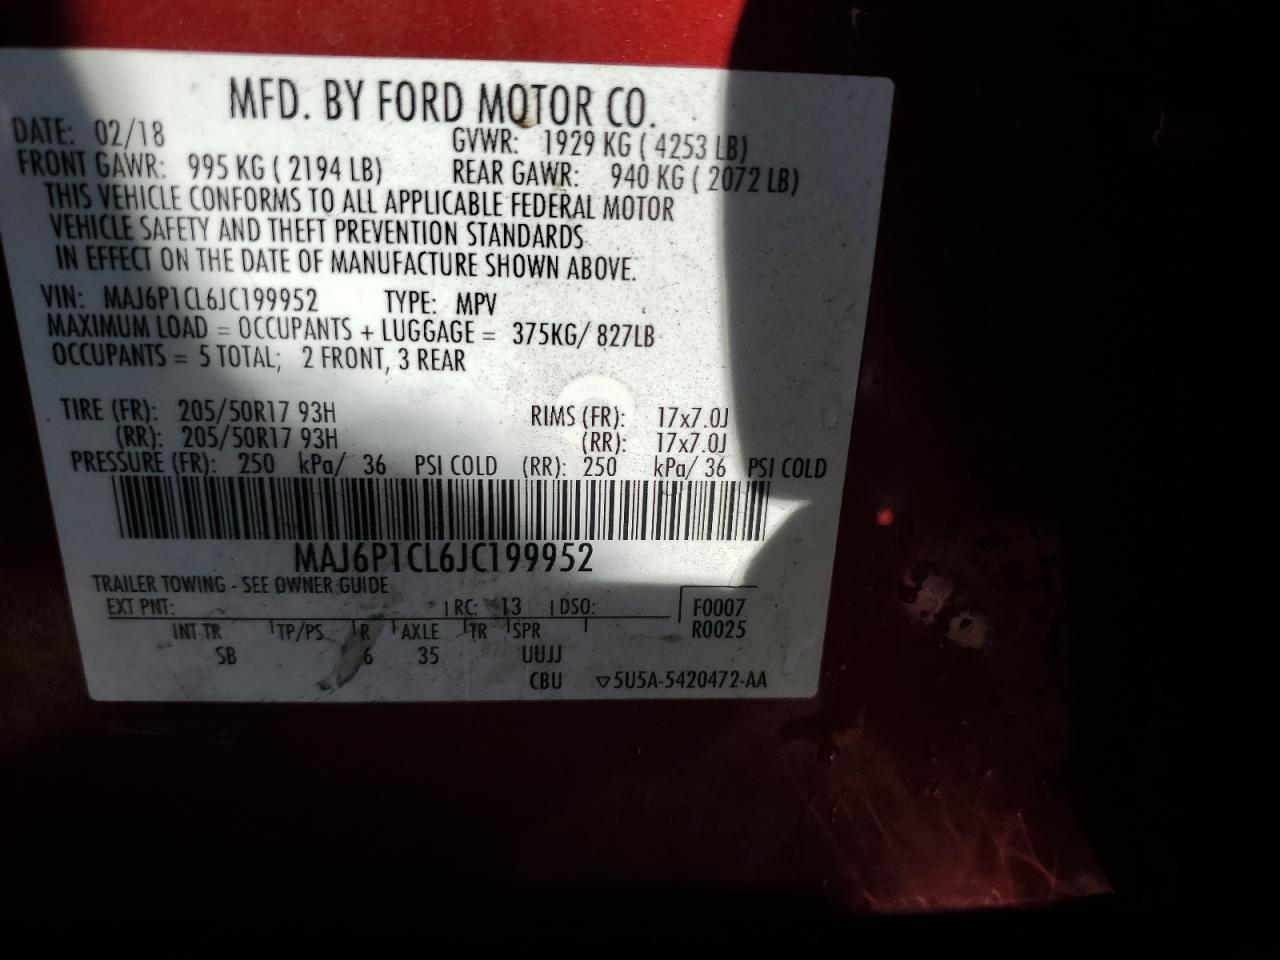 MFD. BY FORD MOTOR CO.
DATE: 02/18 GVWR: 1929 KG ( 4253 LB)
FRONT GAWR: 995 KG ( 2194 LB) REAR GAWR: 940 KG ( 2072 LB)
THIS VEHICLE CONFORMS TO ALL APPLICABLE FEDERAL MOTOR
VEHICLE SAFETY AND THEFT PREVENTION STANDARDS
IN EFFECT ON THE DATE OF MANUFACTURE SHOWN ABOVE.
VIN: MAJ6P1CL6JC199952 TYPE: MPV
MAXIMUM LOAD = OCCUPANTS + LUGGAGE = 375KG/ 827LB
OCCUPANTS = 5 TOTAL; 2 FRONT, 3 REAR
TIRE (FR): 205/50R17 93H RIMS (FR): 17x7.0J
(RR): 205/50R17 93H (RR): 17x7.0J
PRESSURE (FR): 250 kPa/ 36 PSI COLD (RR): 250 kPa/ 36 PSI COLD
MAJ6P1CL6JC199952
TRAILER TOWING - SEE OWNER GUIDE
EXT PNT: RC: 13 DSO: F0007
INT TR TP/PS R AXLE TR SPR R0025
SB 6 35 UUJJ
CBU ▽5U5A-5420472-AA